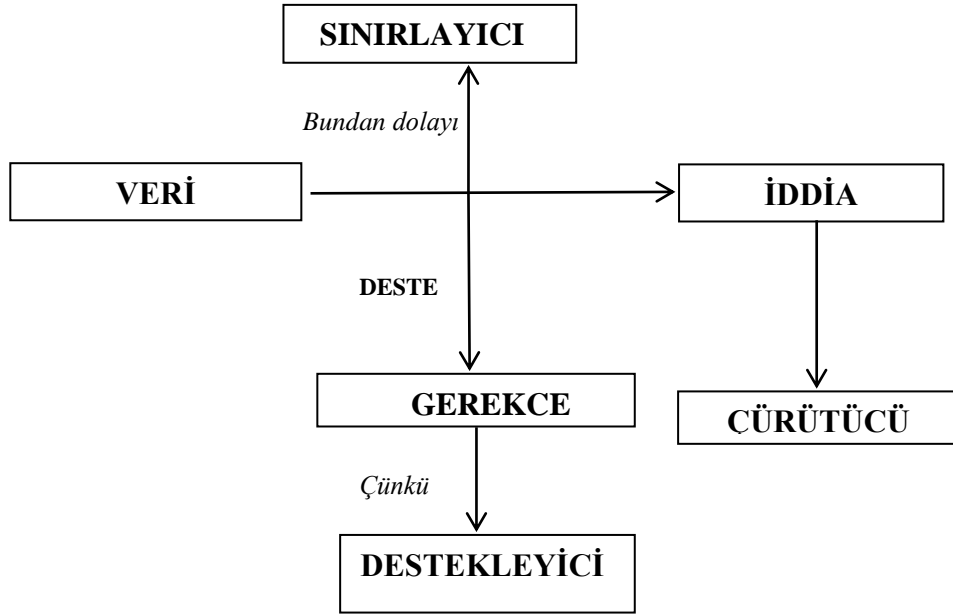 SINIRLAYICI
Bundan dolayı
VERİ
İDDİA
DESTE
GEREKCE
ÇÜRÜTÜCÜ
Çünkü
DESTEKLEYİCİ